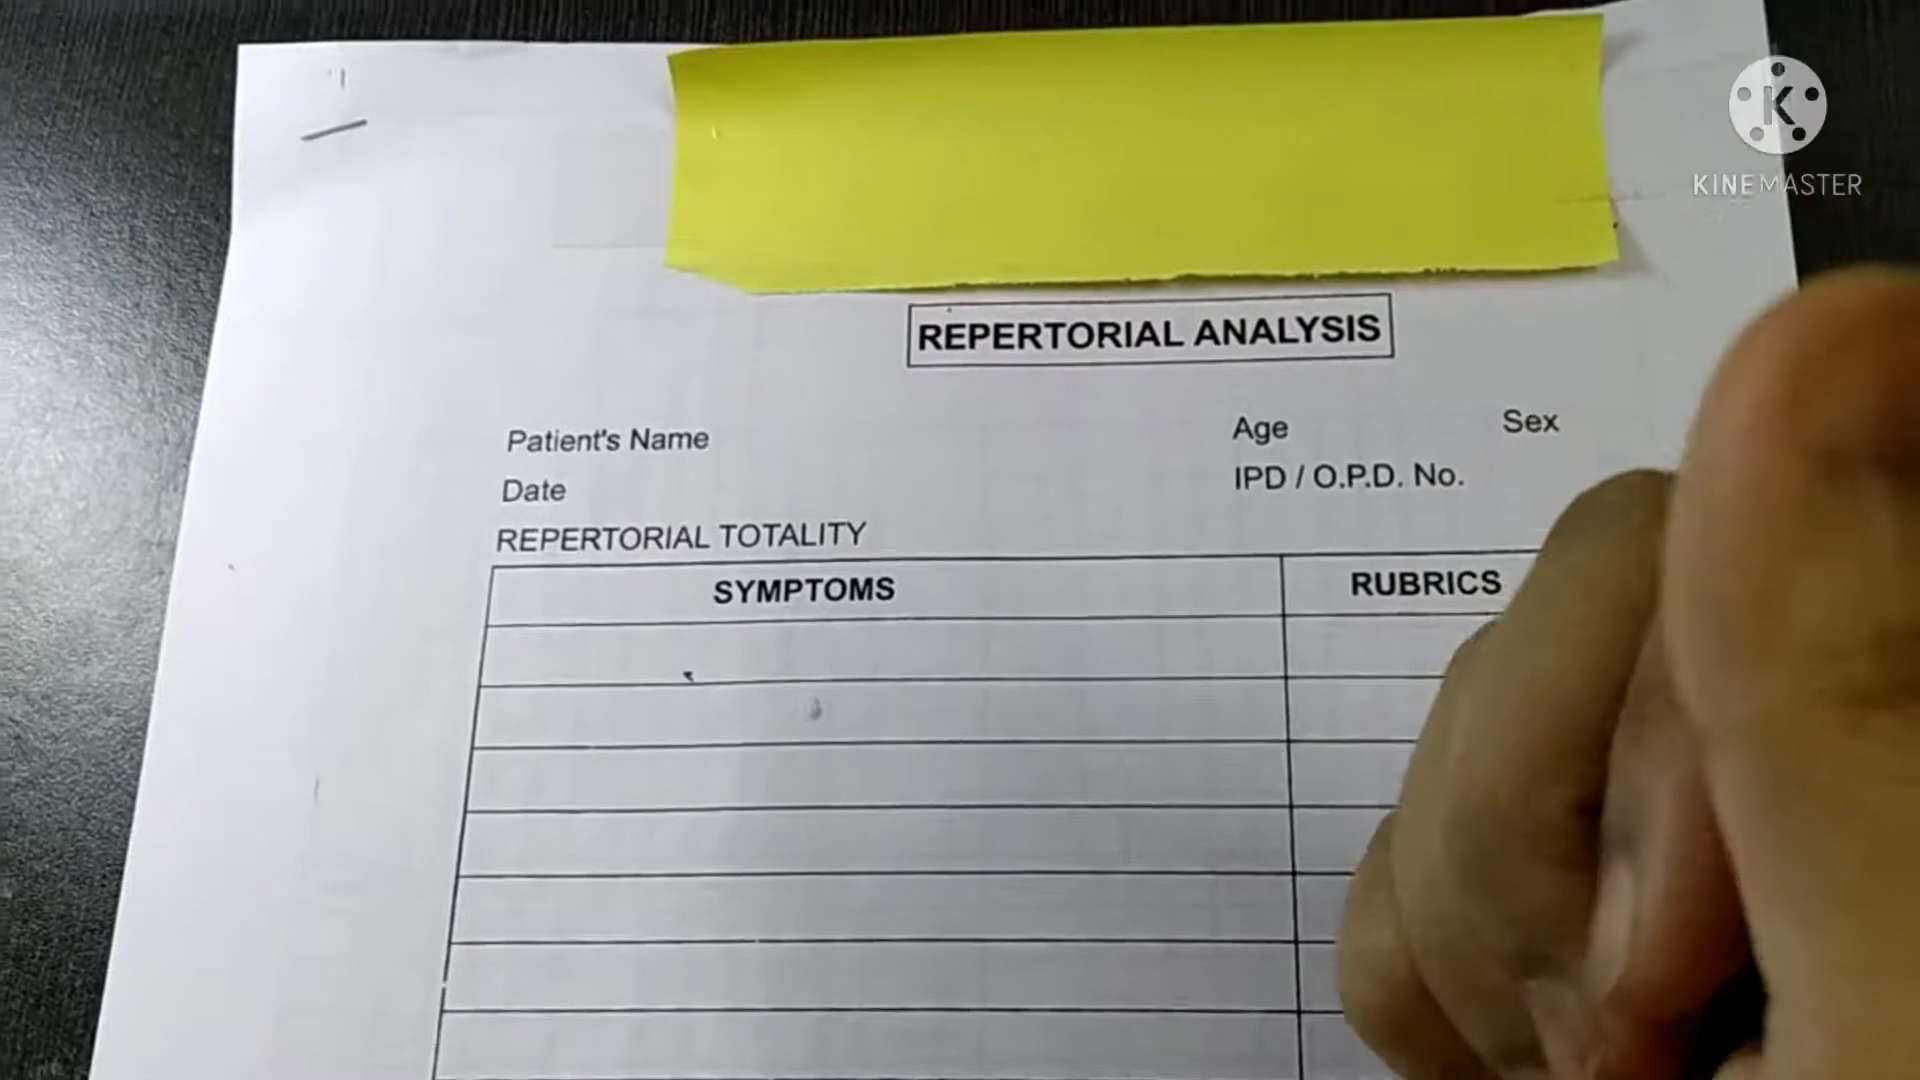 K
KINEMASTER
REPERTORIAL ANALYSIS
Patient's Name
Age
Sex
Date
IPD / O.P.D. No.
REPERTORIAL TOTALITY
SYMPTOMS
RUBRICS